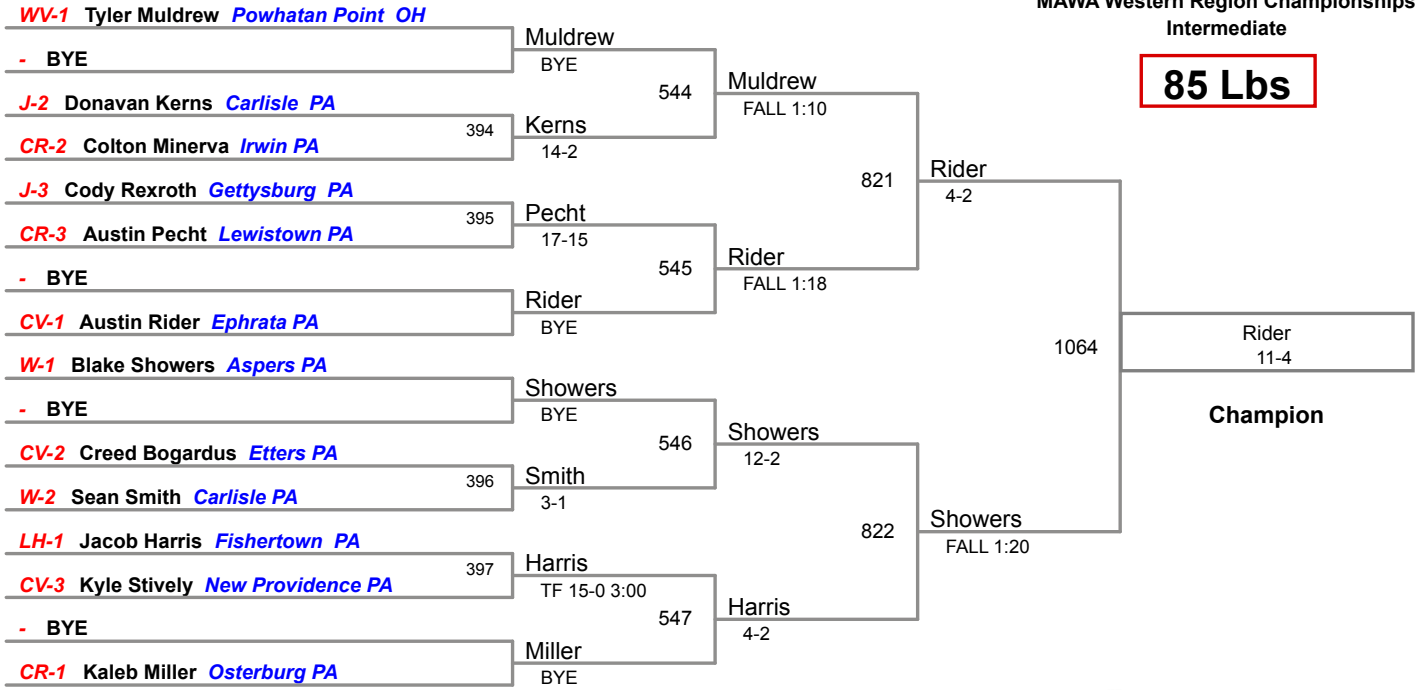 MAWA Western Region Championships
Intermediate
85 Lbs
WV-1 Tyler Muldrew Powhatan Point OH
- BYE
J-2 Donavan Kerns Carlisle PA
CR-2 Colton Minerva Irwin PA
J-3 Cody Rexroth Gettysburg PA
CR-3 Austin Pecht Lewistown PA
- BYE
CV-1 Austin Rider Ephrata PA
W-1 Blake Showers Aspers PA
- BYE
CV-2 Creed Bogardus Etters PA
W-2 Sean Smith Carlisle PA
LH-1 Jacob Harris Fishertown PA
CV-3 Kyle Stively New Providence PA
- BYE
CR-1 Kaleb Miller Osterburg PA
394
395
396
397
Muldrew
BYE
Kerns
14-2
Pecht
17-15
Rider
BYE
Showers
BYE
Smith
3-1
Harris
TF 15-0 3:00
Miller
BYE
544
545
546
547
Muldrew
FALL 1:10
Rider
FALL 1:18
Showers
12-2
Harris
4-2
821
822
Rider
4-2
Showers
FALL 1:20
1064
Rider
11-4
Champion